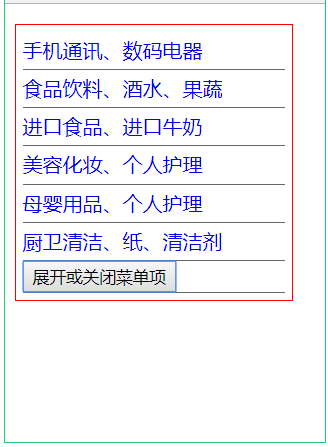 手机通讯、数码电器
食品饮料、酒水、果蔬
进口食品、进口牛奶
美容化妆、个人护理
母婴用品、个人护理
厨卫清洁、纸、清洁剂
展开或关闭菜单项